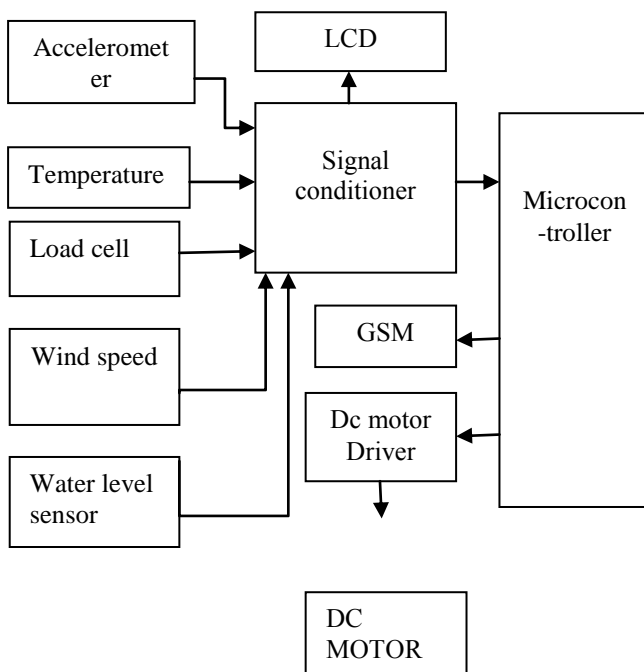 Acceleromet
er
LCD
Signal
conditioner
Temperature
Microcon
-troller
Load cell
GSM
Wind speed
Dc motor
Driver
Water level
sensor
DC
MOTOR